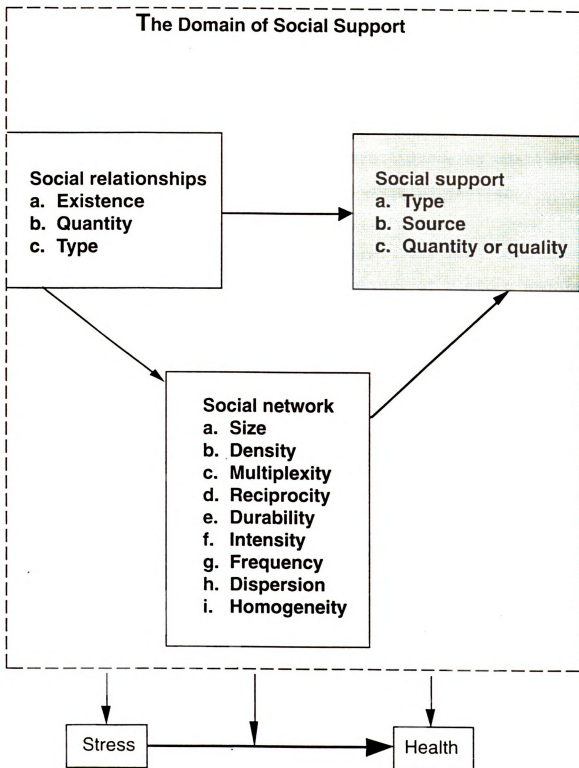 The Domain of Social Support
Social relationships
a. Existence
b. Quantity
c. Type
Social support
a. Type
b. Source
c. Quantity or quality
Social network
a. Size
b. Density
c. Multiplexity
d. Reciprocity
e. Durability
f. Intensity
g. Frequency
h. Dispersion
i. Homogeneity
Stress
Health